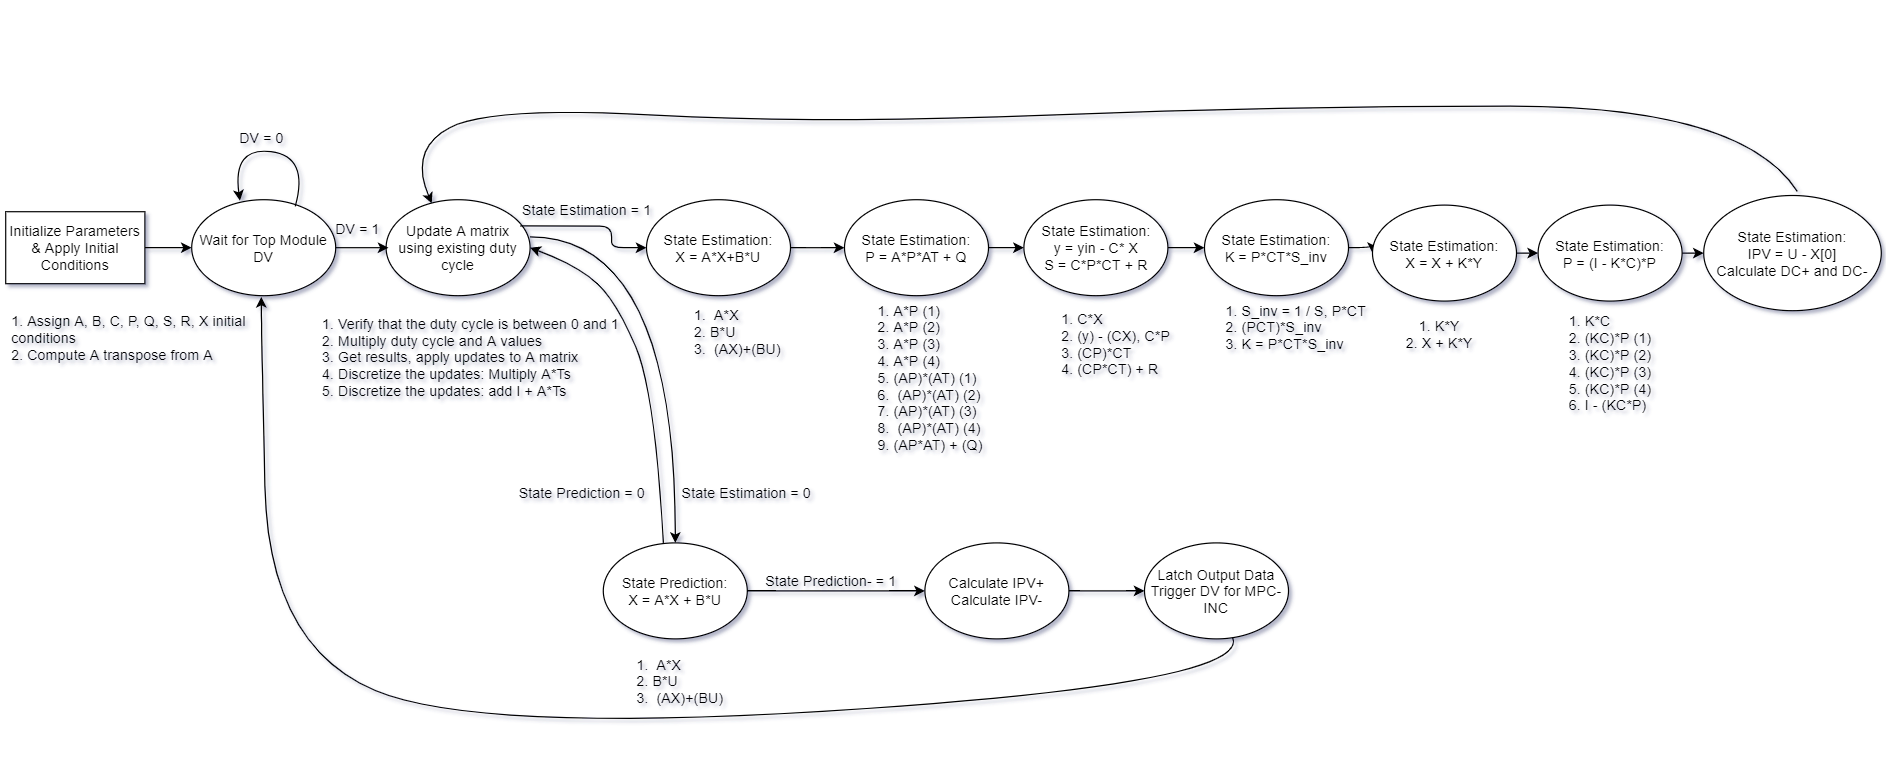 DV = 0
Initialize Parameters
& Apply Initial
Conditions
Wait for Top Module
DV
DV = 1
Update A matrix
using existing duty
cycle
State Estimation = 1
State Estimation:
X = A*X+B*U
State Estimation:
P = A*P*AT + Q
State Estimation:
y = yin - C* X
S = C*P*CT + R
State Estimation:
K = P*CT*S_inv
State Estimation:
X = X + K*Y
State Estimation:
P = (I - K*C)*P
State Estimation:
IPV = U - X[0]
Calculate DC+ and DC-
1. Assign A, B, C, P, Q, S, R, X initial
conditions
2. Compute A transpose from A
1. Verify that the duty cycle is between 0 and 1
2. Multiply duty cycle and A values
3. Get results, apply updates to A matrix
4. Discretize the updates: Multiply A*Ts
5. Discretize the updates: add I + A*Ts
1. A*X
2. B*U
3. (AX)+(BU)
1. A*P (1)
2. A*P (2)
3. A*P (3)
4. A*P (4)
5. (AP)*(AT) (1)
6. (AP)*(AT) (2)
7. (AP)*(AT) (3)
8. (AP)*(AT) (4)
9. (AP*AT) + (Q)
1. C*X
2. (y) - (CX), C*P
3. (CP)*CT
4. (CP*CT) + R
1. S_inv = 1 / S, P*CT
2. (PCT)*S_inv
3. K = P*CT*S_inv
1. K*Y
2. X + K*Y
1. K*C
2. (KC)*P (1)
3. (KC)*P (2)
4. (KC)*P (3)
5. (KC)*P (4)
6. I - (KC*P)
State Prediction = 0
State Estimation = 0
State Prediction:
X = A*X + B*U
State Prediction- = 1
Calculate IPV+
Calculate IPV-
Latch Output Data
Trigger DV for MPC-
INC
1. A*X
2. B*U
3. (AX)+(BU)